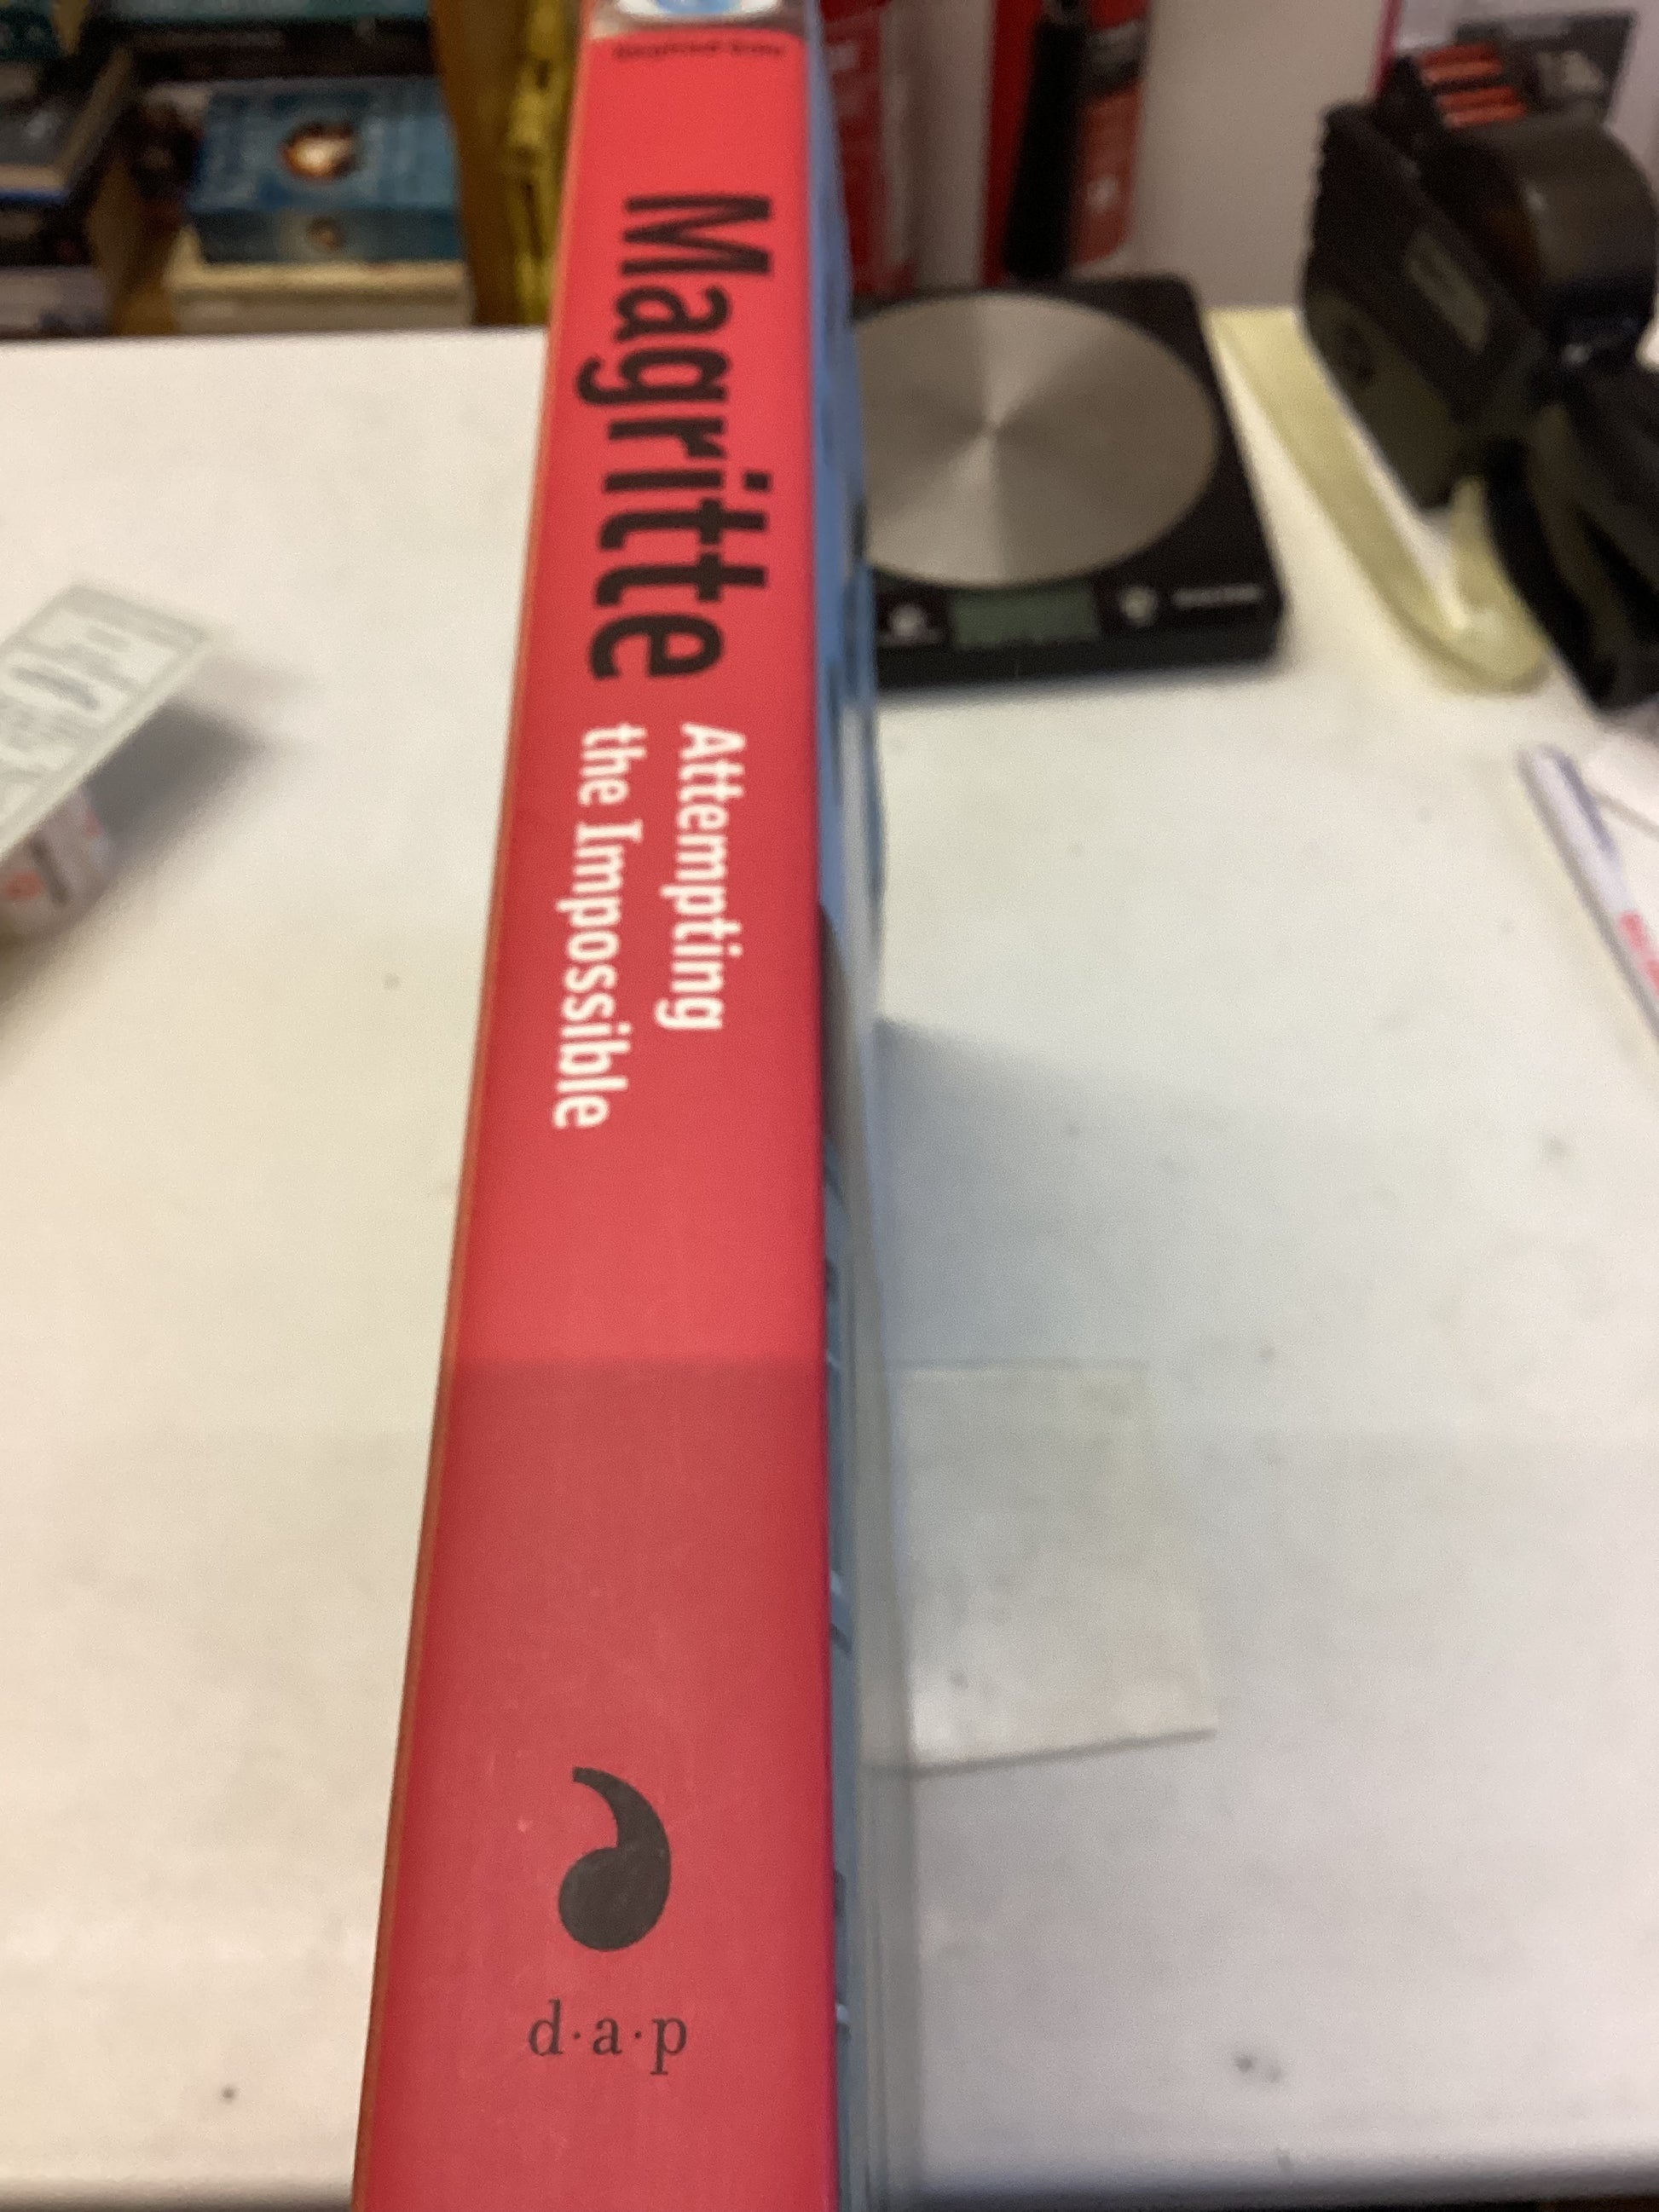 Magritte
Attempting
the Impossible
d·a·p